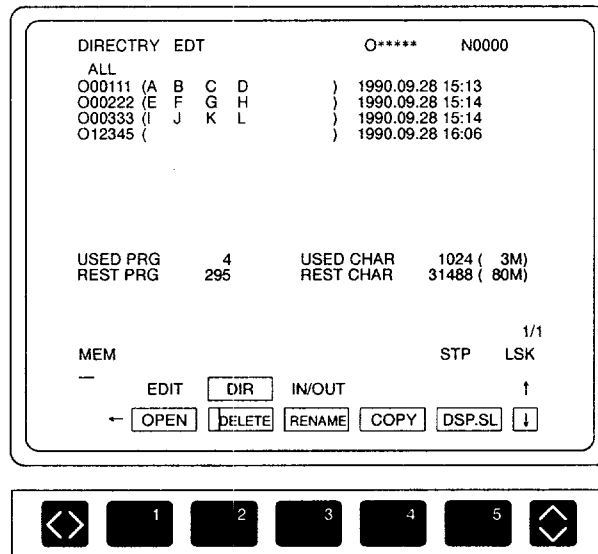 DIRECTRY EDT O***** N0000
ALL
O00111 (A B C D ) 1990.09.28 15:13
O00222 (E F G H ) 1990.09.28 15:14
O00333 (I J K L ) 1990.09.28 15:14
O12345 ( ) 1990.09.28 16:06
USED PRG 4 USED CHAR 1024 ( 3M)
REST PRG 295 REST CHAR 31488 ( 80M)
1/1
MEM STP LSK
_
EDIT DIR IN/OUT ↑
← OPEN DELETE RENAME COPY DSP.SL ↓
1 2 3 4 5